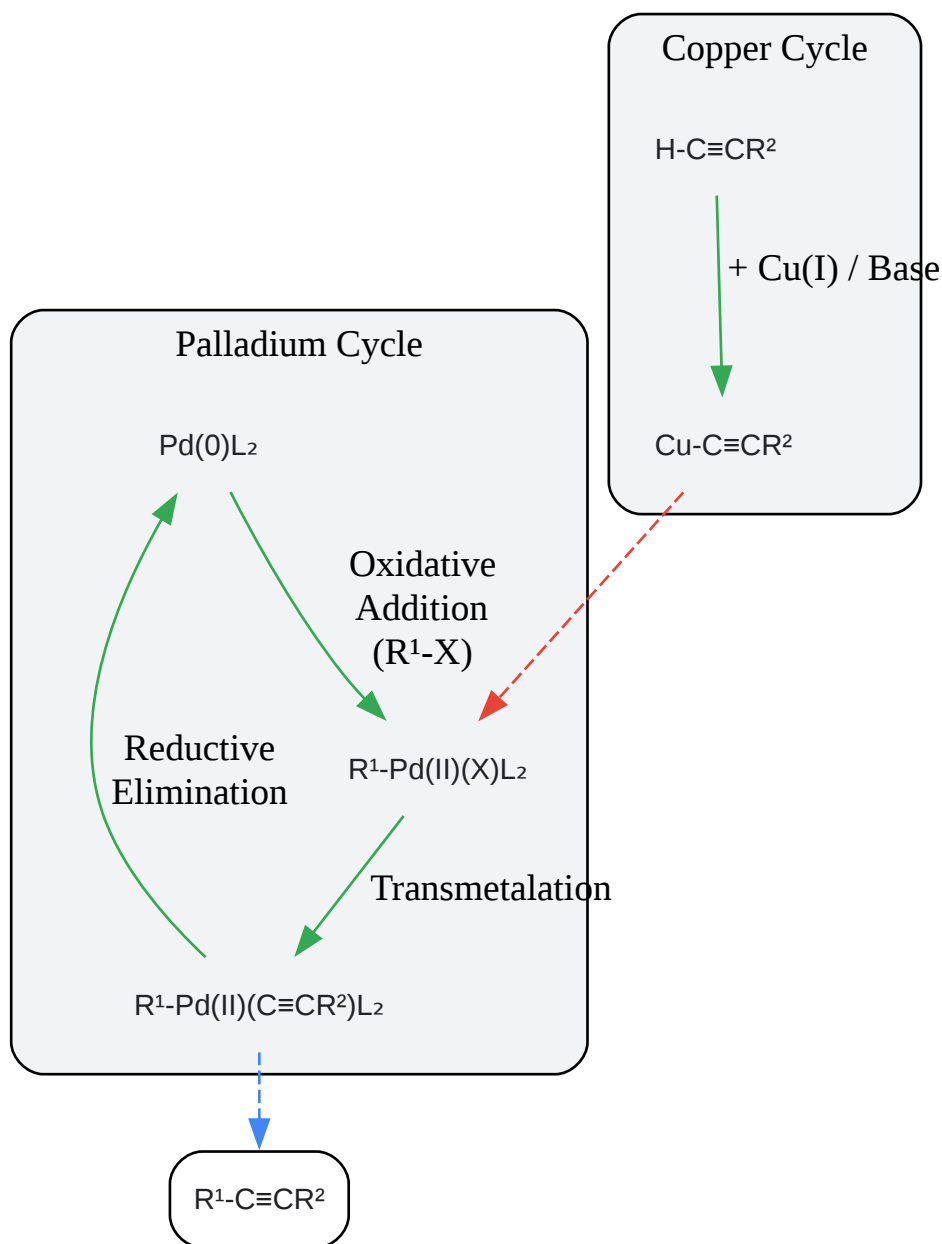 Copper Cycle
H-C≡CR²
+ Cu(I) / Base
Cu-C≡CR²
Palladium Cycle
Pd(0)L₂
Oxidative
Addition
(R¹-X)
Reductive
Elimination
R¹-Pd(II)(X)L₂
Transmetalation
R¹-Pd(II)(C≡CR²)L₂
R¹-C≡CR²